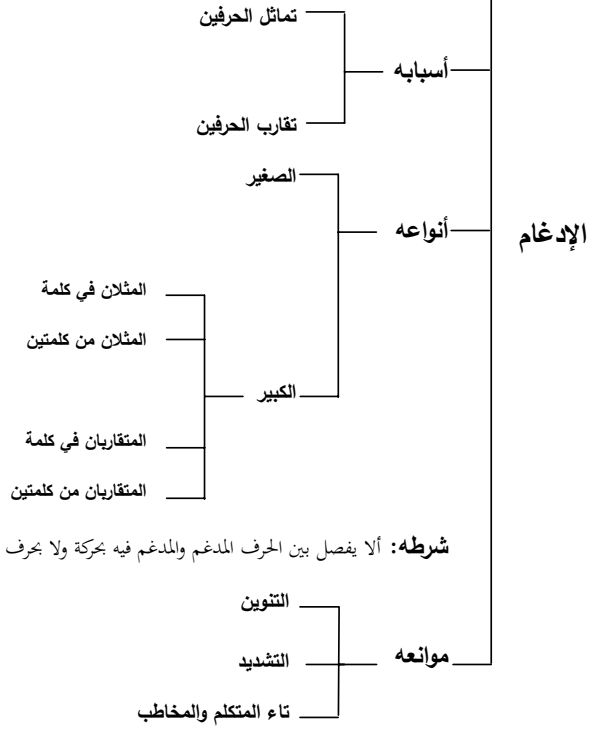 الإدغام
أسبابه
تماثل الحرفين
تقارب الحرفين
أنواعه
الصغير
الكبير
المثلان في كلمة
المثلان من كلمتين
المتقاربان في كلمة
المتقاربان من كلمتين
شرطه: ألا يفصل بين الحرف المدغم والمدغم فيه بحركة ولا بحرف
موانعه
التنوين
التشديد
تاء المتكلم والمخاطب